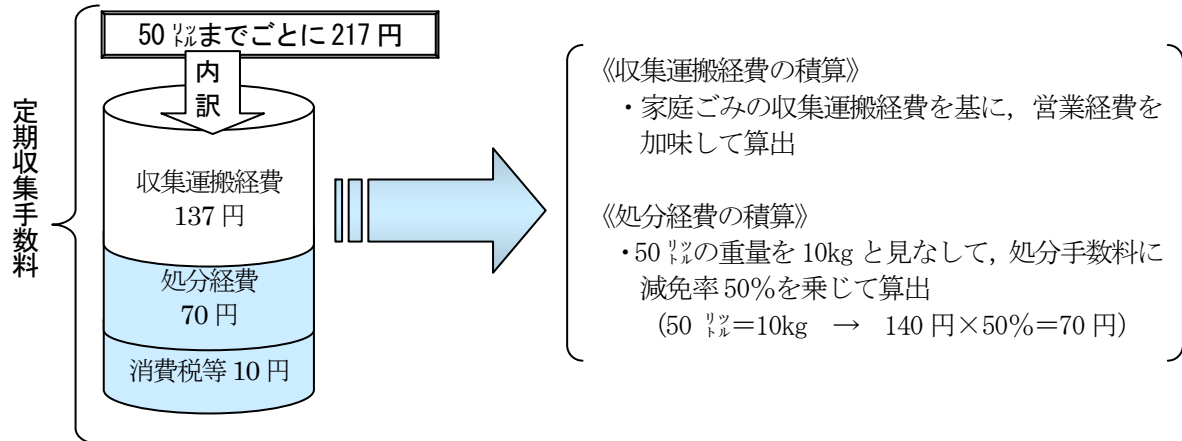 50 リットルまでごとに 217 円
内
訳
定期収集手数料
収集運搬経費
137 円
処分経費
70 円
消費税等 10 円
《収集運搬経費の積算》
・家庭ごみの収集運搬経費を基に，営業経費を
加味して算出
《処分経費の積算》
・50 リットルの重量を 10kg と見なして，処分手数料に
減免率 50％を乗じて算出
（50 リットル＝10kg → 140 円×50％＝70 円）